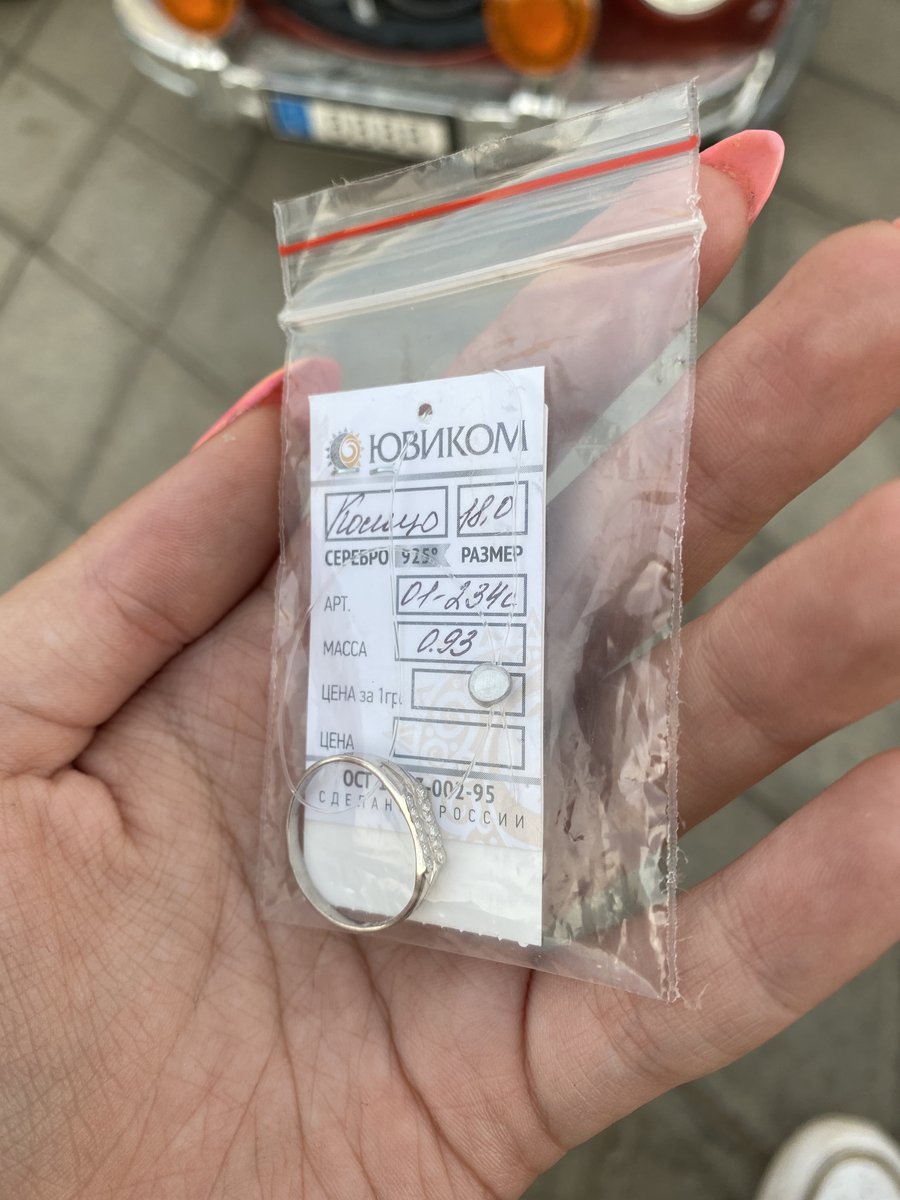 ЮВИКОМ
Кольцо 18,0
СЕРЕБРО 925° РАЗМЕР
АРТ. 01-234с
МАССА 0.93
ЦЕНА за 1гр.
ЦЕНА
ОСТ -002-95
СДЕЛАН РОССИИ